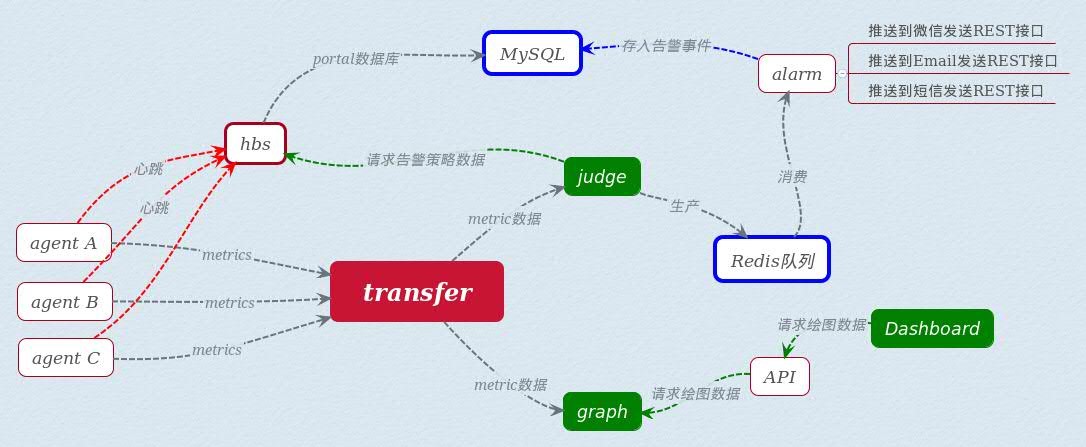 推送到微信发送REST接口
portal数据库
MySQL
存入告警事件
推送到Email发送REST接口
alarm
推送到短信发送REST接口
hbs
请求告警策略数据
心跳
judge
消费
心跳
生产
metric数据
agent A
metrics
Redis队列
transfer
agent B
metrics
请求绘图数据
Dashboard
agent C
metrics
API
metric数据
请求绘图数据
graph